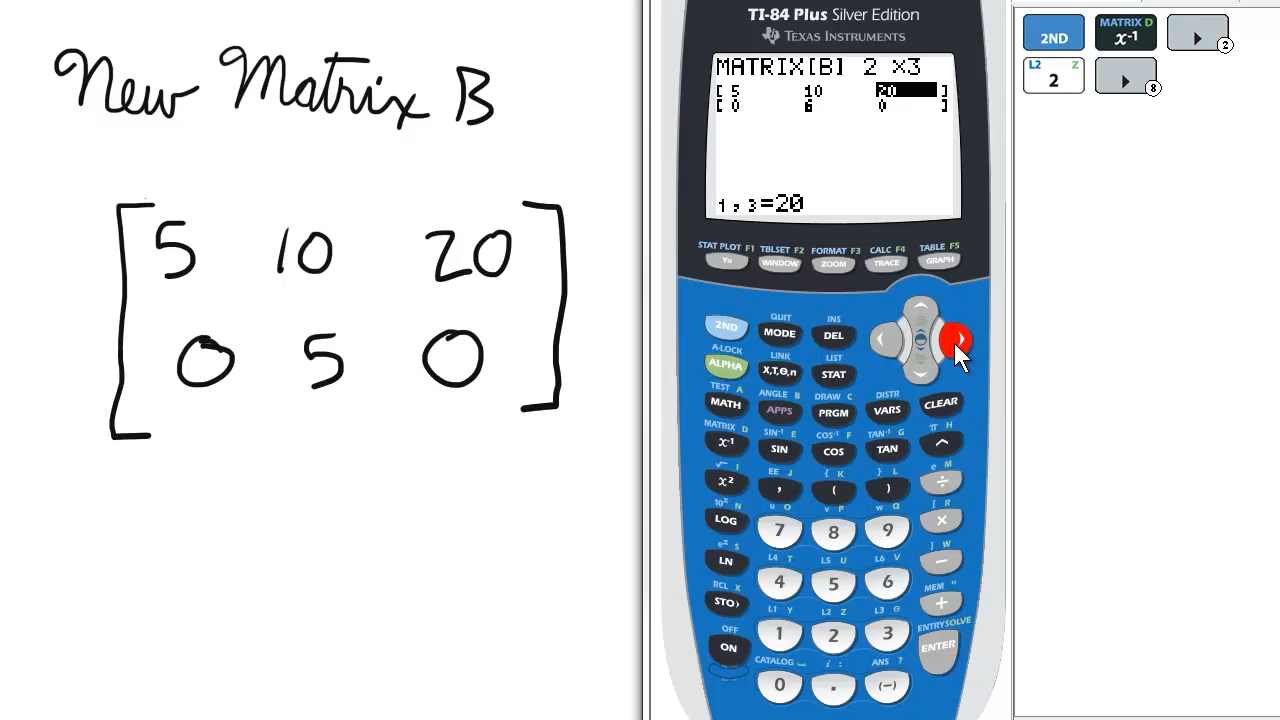 New Matrix B
5 10 20
0 5 0
TI-84 Plus Silver Edition
TEXAS INSTRUMENTS
MATRIX[B] 2 ×3
[ 5 10 20 ]
[ 0 6 0 ]
1,3=20
STAT PLOT F1 TBLSET F2 FORMAT F3 CALC F4 TABLE F5
Y= WINDOW ZOOM TRACE GRAPH
QUIT INS
2ND MODE DEL
A-LOCK LINK LIST
ALPHA X,T,Θ,n STAT
TEST A ANGLE B DRAW C DISTR
MATH APPS PRGM VARS CLEAR
MATRIX D SIN⁻¹ E COS⁻¹ F TAN⁻¹ G π H
x⁻¹ SIN COS TAN ^
√ I EE J { K } L e M
x² , ( ) ÷
10ˣ N u O v P w Q [ R
LOG 7 8 9 ×
eˣ S L4 T L5 U L6 V ] W
LN 4 5 6 −
RCL X L1 Y L2 Z L3 θ MEM "
STO› 1 2 3 +
OFF CATALOG ⎵ i : ANS ? ENTRY SOLVE
ON 0 . (−) ENTER
2ND MATRIX D x⁻¹ 2
L2 Z 2 8